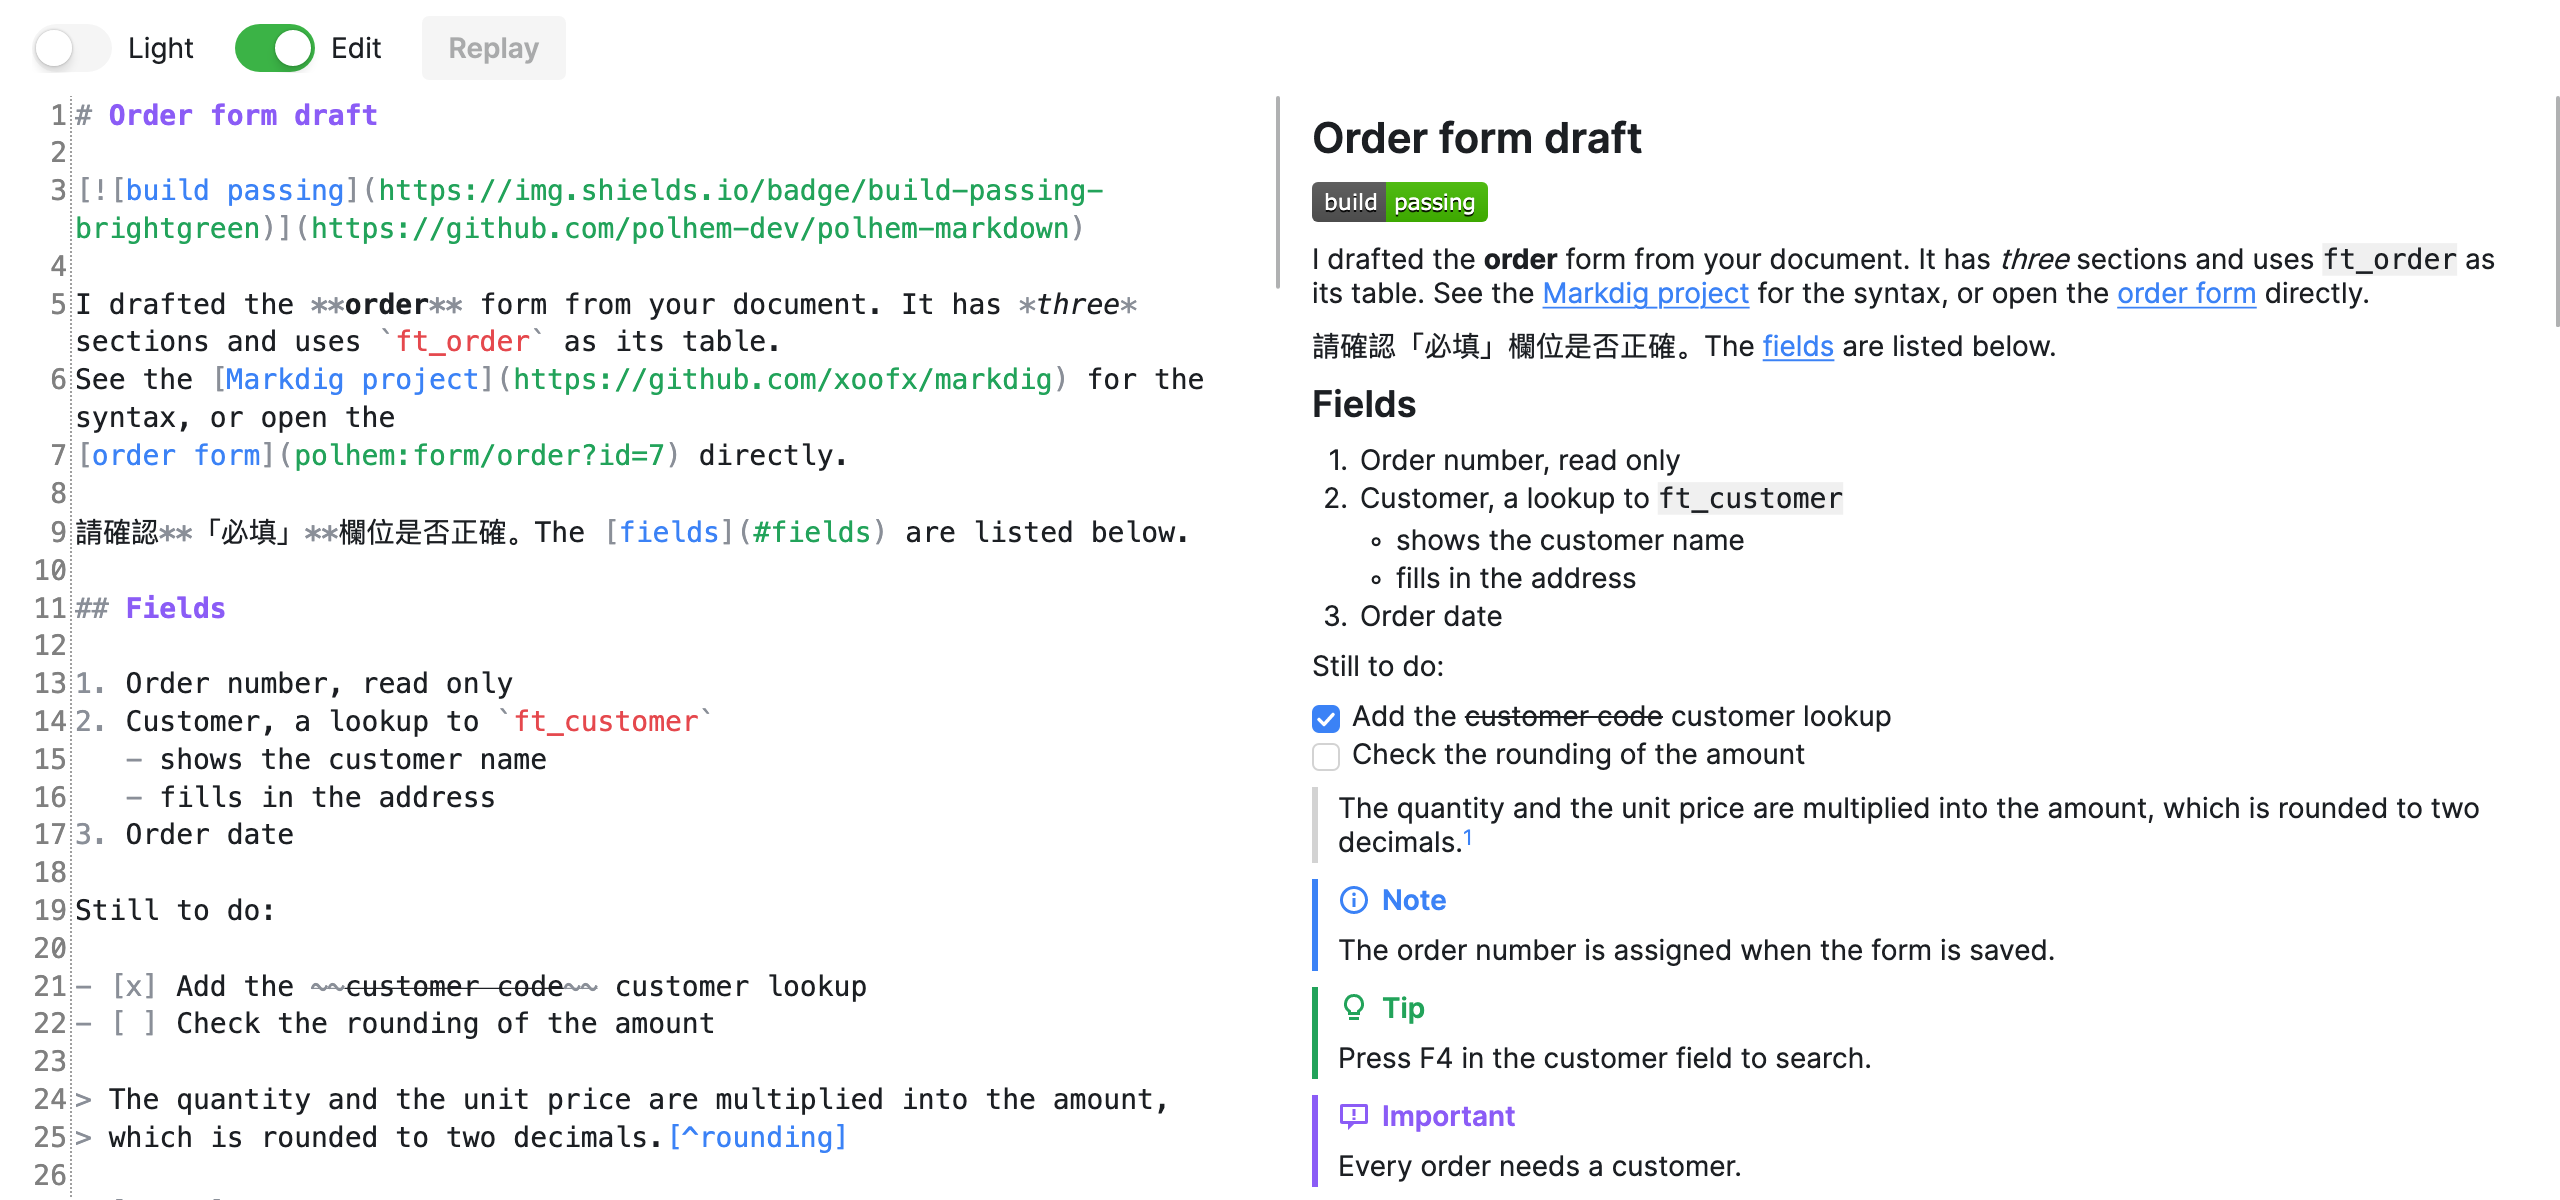 Light Edit Replay
1 # Order form draft
2
3 [![build passing](https://img.shields.io/badge/build-passing-
brightgreen)](https://github.com/polhem-dev/polhem-markdown)
4
5 I drafted the **order** form from your document. It has *three*
sections and uses `ft_order` as its table.
6 See the [Markdig project](https://github.com/xoofx/markdig) for the
syntax, or open the
7 [order form](polhem:form/order?id=7) directly.
8
9 請確認**「必填」**欄位是否正確。The [fields](#fields) are listed below.
10
11 ## Fields
12
13 1. Order number, read only
14 2. Customer, a lookup to `ft_customer`
15    - shows the customer name
16    - fills in the address
17 3. Order date
18
19 Still to do:
20
21 - [x] Add the ~~customer code~~ customer lookup
22 - [ ] Check the rounding of the amount
23
24 > The quantity and the unit price are multiplied into the amount,
25 > which is rounded to two decimals.[^rounding]
26
Order form draft
build passing
I drafted the order form from your document. It has three sections and uses ft_order as
its table. See the Markdig project for the syntax, or open the order form directly.
請確認「必填」欄位是否正確。The fields are listed below.
Fields
1. Order number, read only
2. Customer, a lookup to ft_customer
◦ shows the customer name
◦ fills in the address
3. Order date
Still to do:
Add the customer code customer lookup
Check the rounding of the amount
The quantity and the unit price are multiplied into the amount, which is rounded to two
decimals.1
Note
The order number is assigned when the form is saved.
Tip
Press F4 in the customer field to search.
Important
Every order needs a customer.